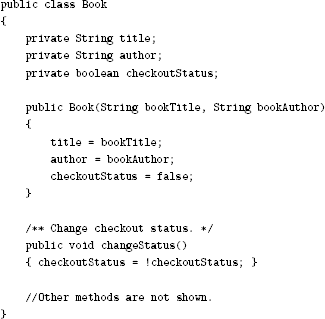 public class Book
{
private String title;
private String author;
private boolean checkoutStatus;
public Book(String bookTitle, String bookAuthor)
{
title = bookTitle;
author = bookAuthor;
checkoutStatus = false;
}
/** Change checkout status. */
public void changeStatus()
{ checkoutStatus = !checkoutStatus; }
//Other methods are not shown.
}